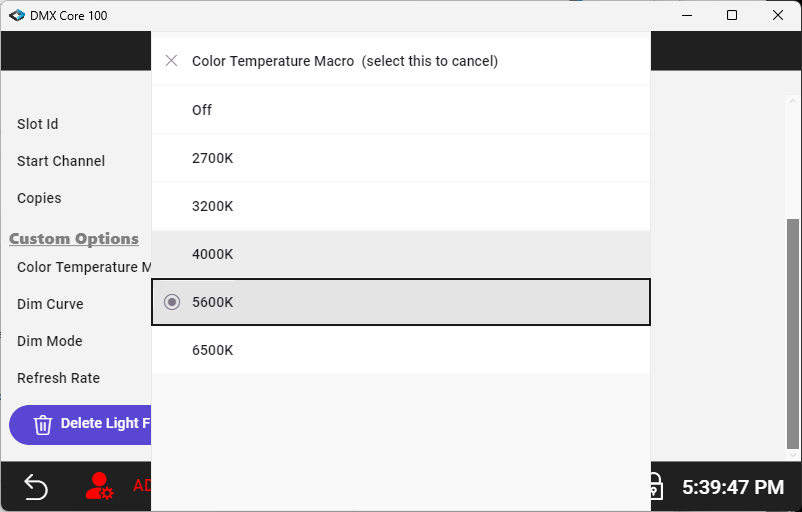 DMX Core 100
Color Temperature Macro (select this to cancel)
Off
2700K
3200K
4000K
5600K
6500K
Slot Id
Start Channel
Copies
Custom Options
Color Temperature M
Dim Curve
Dim Mode
Refresh Rate
Delete Light F
AD
5:39:47 PM